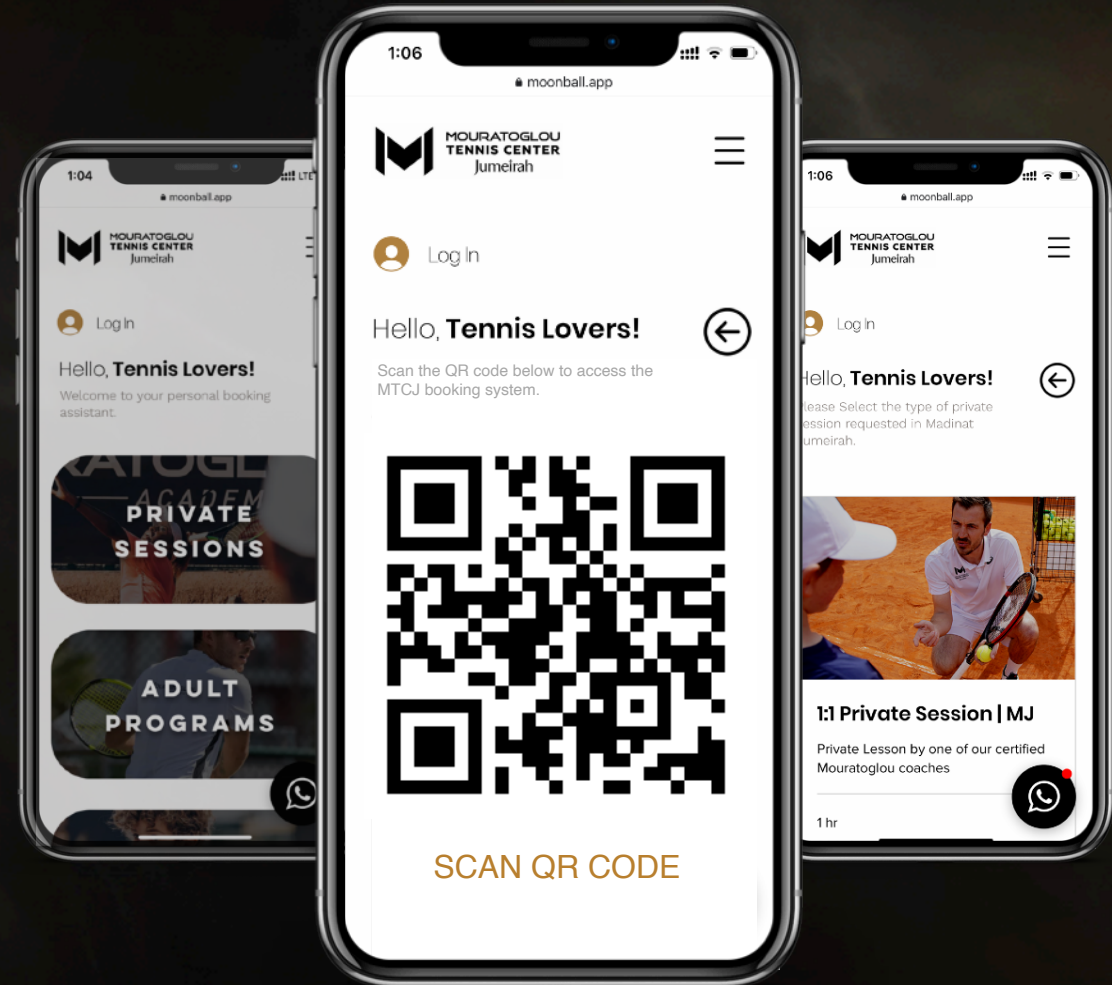 1:04
LTE
moonball.app
MOURATOGLOU
TENNIS CENTER
Jumeirah
Log In
Hello, Tennis Lovers!
Welcome to your personal booking
assistant.
RATOGL
ACADEM
PRIVATE
SESSIONS
ADULT
PROGRAMS
1:06
moonball.app
MOURATOGLOU
TENNIS CENTER
Jumeirah
Log In
Hello, Tennis Lovers!
Scan the QR code below to access the
MTCJ booking system.
SCAN QR CODE
1:06
moonball.app
MOURATOGLOU
TENNIS CENTER
Jumeirah
Log In
Hello, Tennis Lovers!
lease Select the type of private
ession requested in Madinat
umeirah.
1:1 Private Session | MJ
Private Lesson by one of our certified
Mouratoglou coaches
1 hr